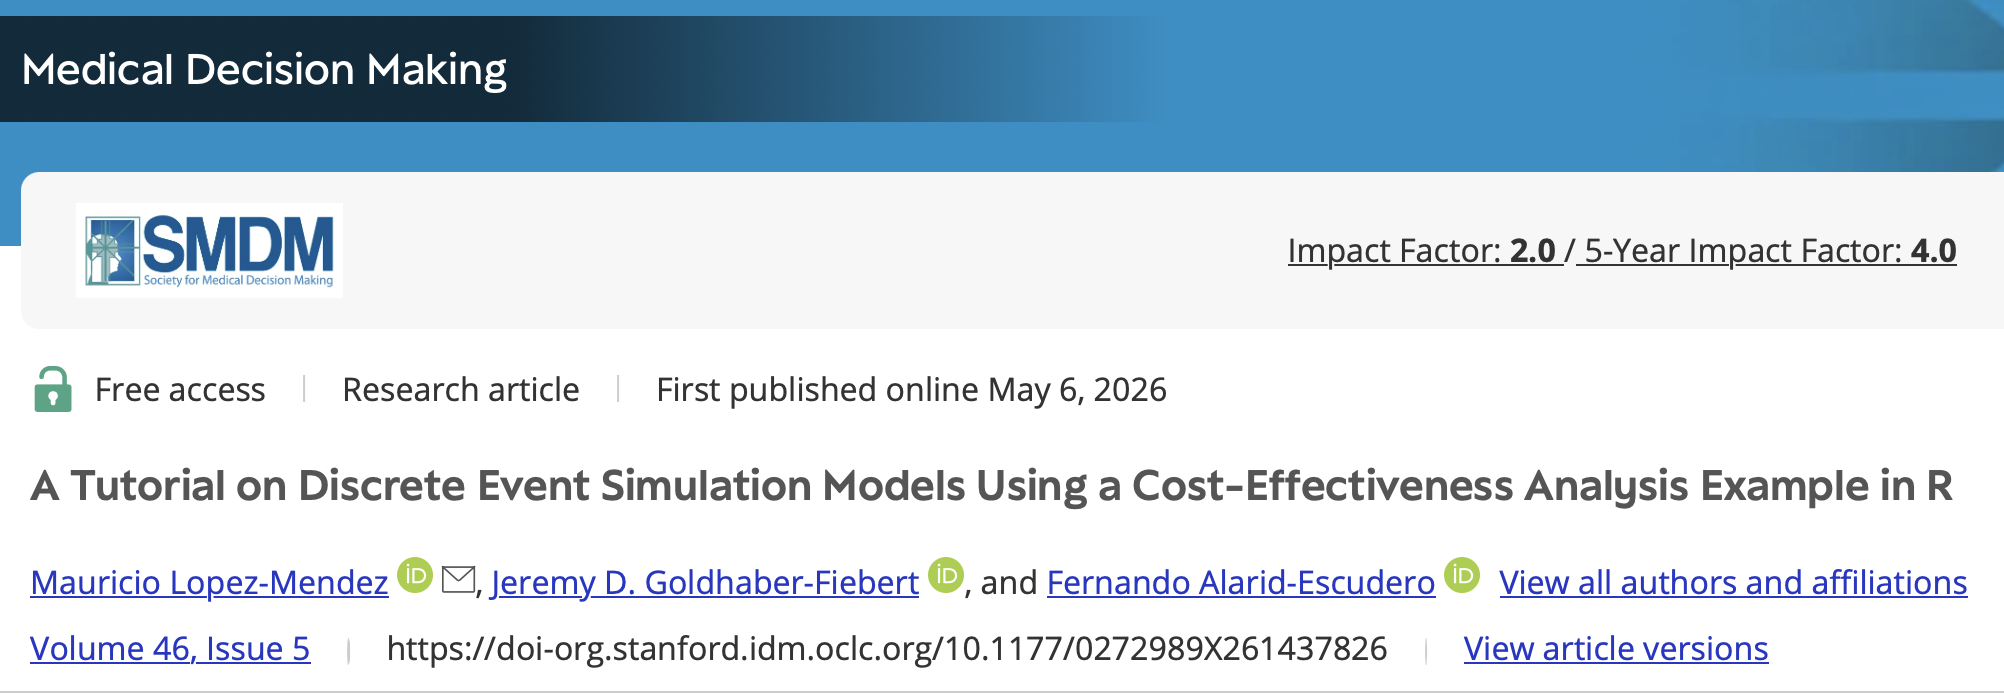 Medical Decision Making
SMDM
Society for Medical Decision Making
Impact Factor: 2.0 / 5-Year Impact Factor: 4.0
Free access | Research article | First published online May 6, 2026
A Tutorial on Discrete Event Simulation Models Using a Cost-Effectiveness Analysis Example in R
Mauricio Lopez-Mendez iD, Jeremy D. Goldhaber-Fiebert iD, and Fernando Alarid-Escudero iD View all authors and affiliations
Volume 46, Issue 5 | https://doi-org.stanford.idm.oclc.org/10.1177/0272989X261437826 | View article versions